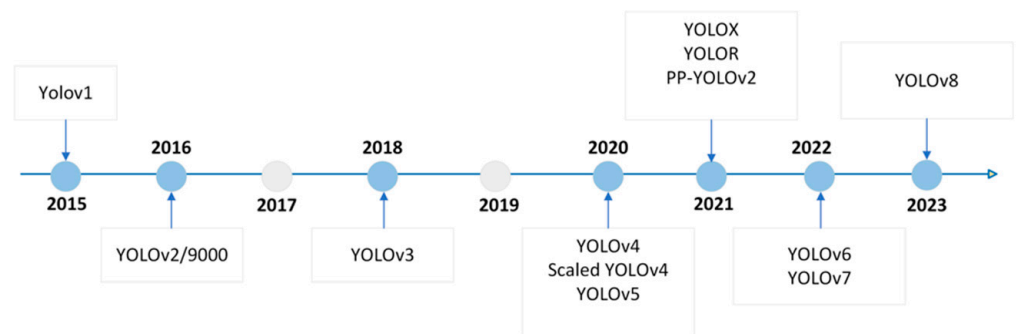 YOLOX
YOLOR
PP-YOLOv2
YOLOv8
Yolov1
2016
2018
2020
2022
2015
2017
2019
2021
2023
YOLOv2/9000
YOLOv3
YOLOv4
Scaled YOLOv4
YOLOv5
YOLOv6
YOLOv7